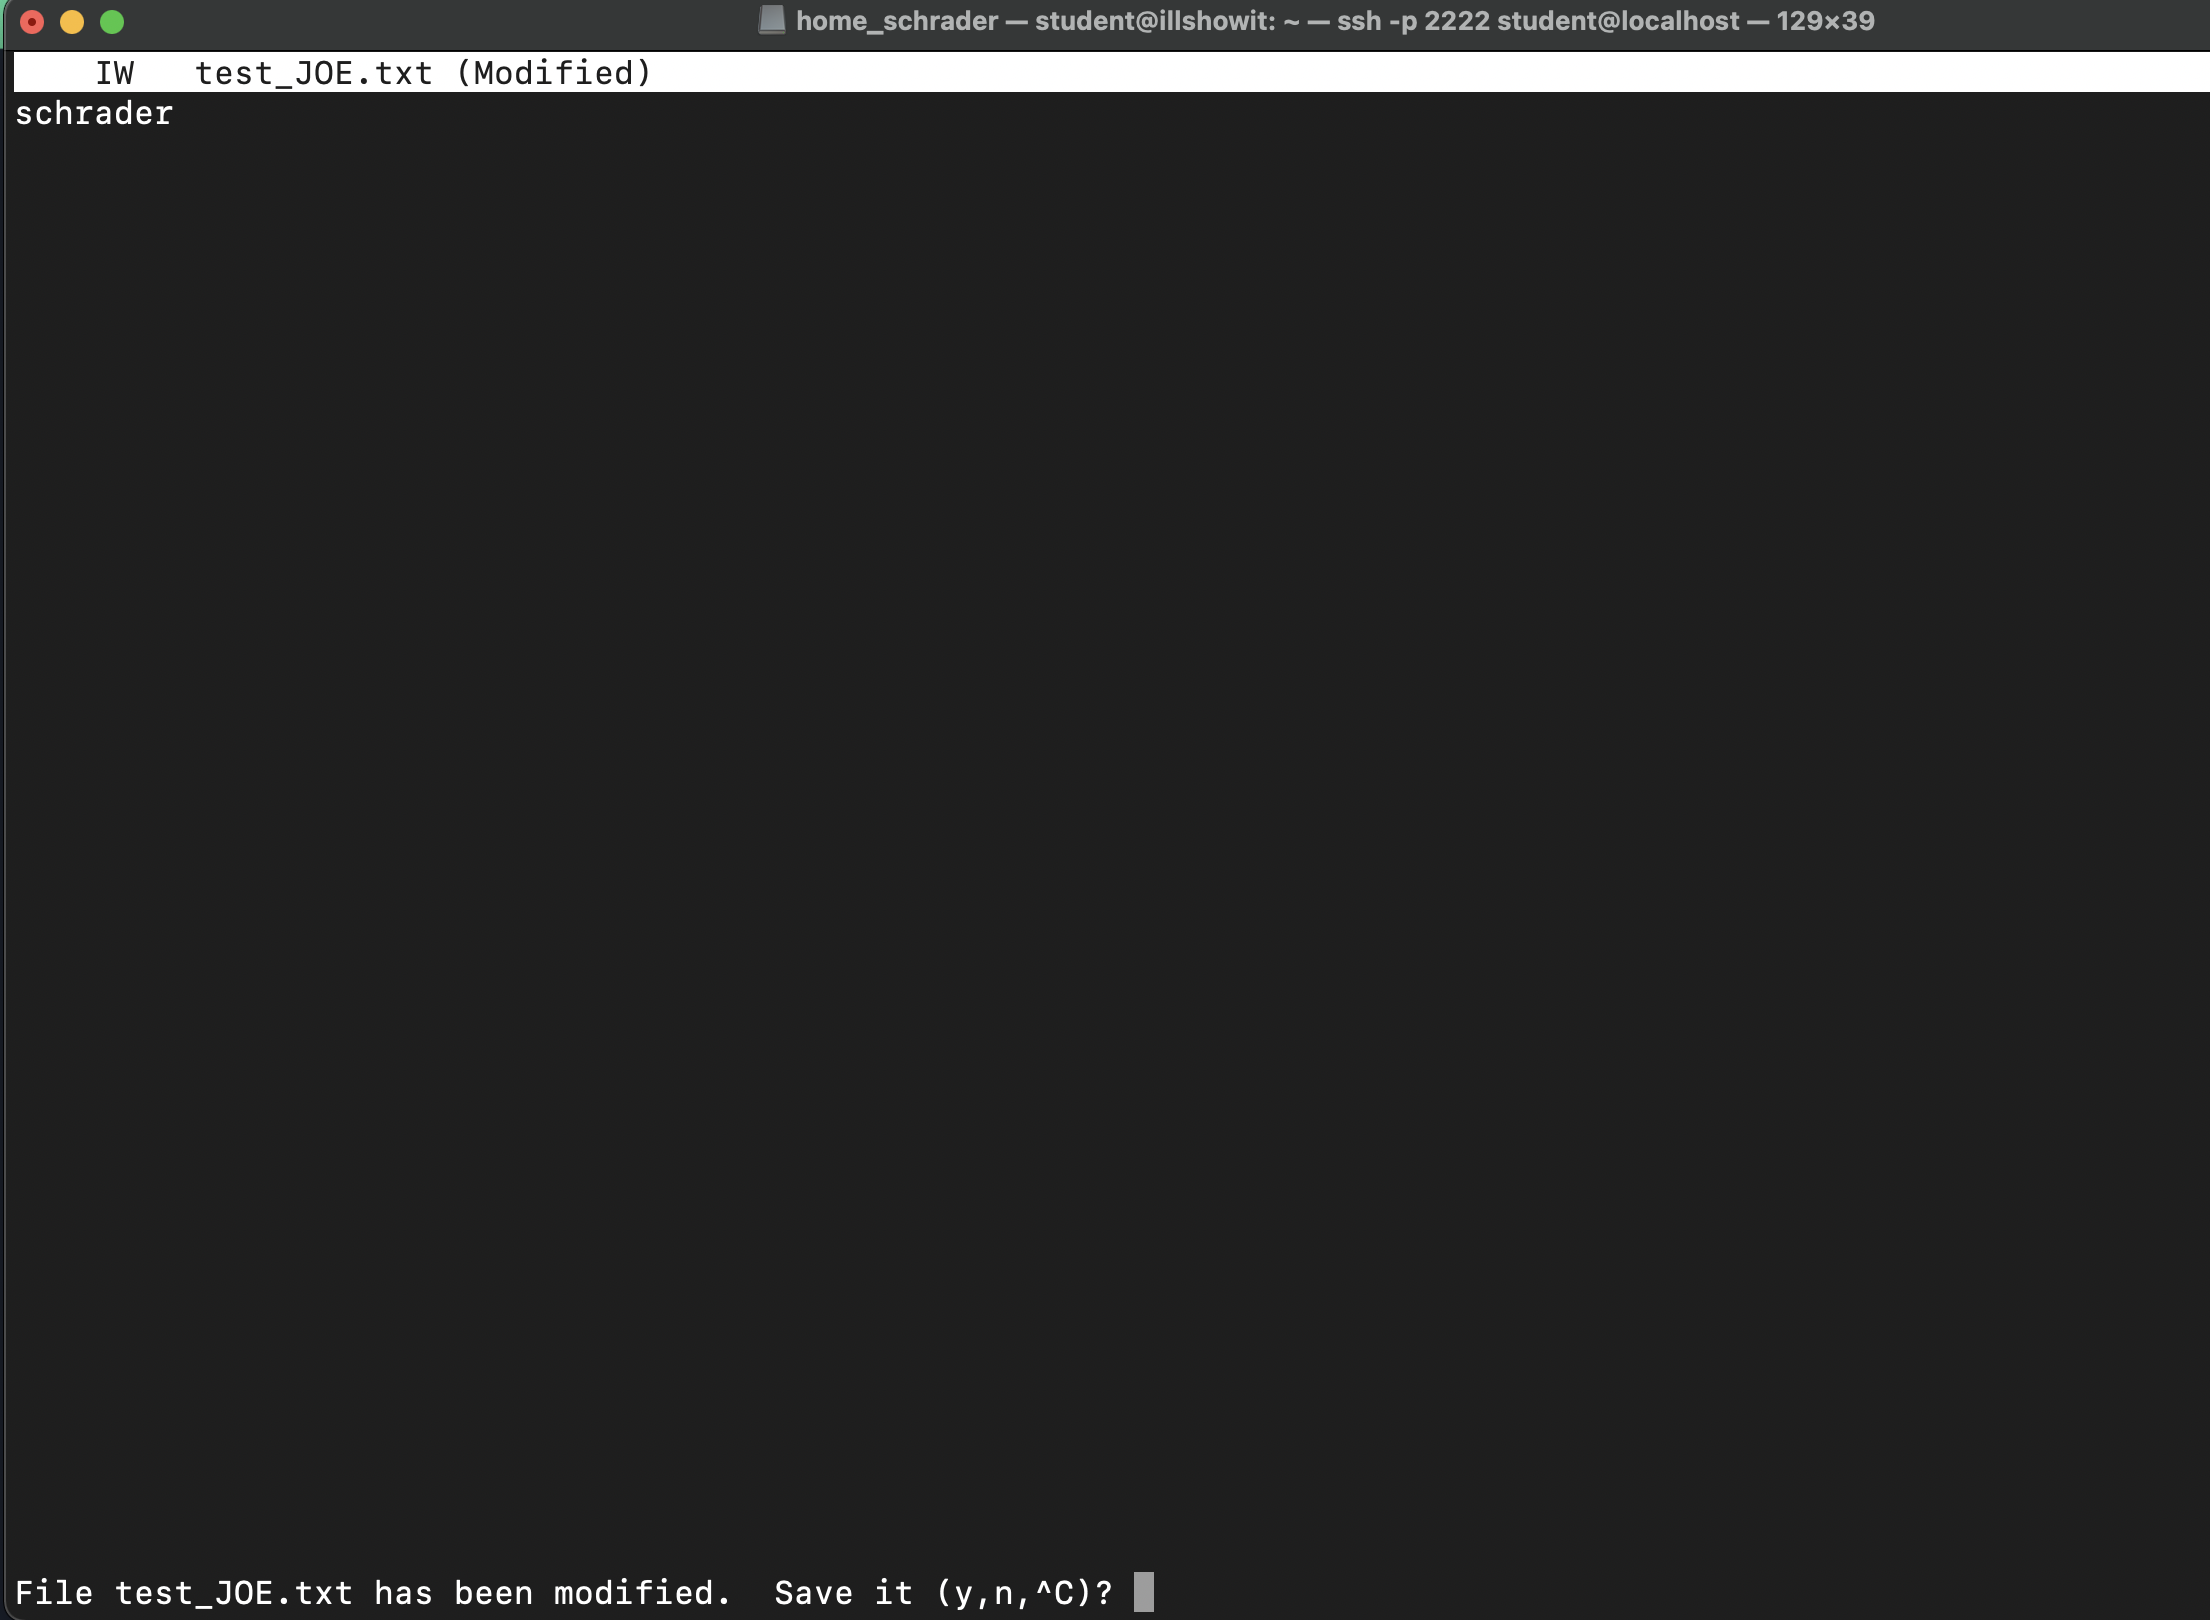 home_schrader — student@illshowit: ~ — ssh -p 2222 student@localhost — 129×39
IW   test_JOE.txt (Modified)
schrader
File test_JOE.txt has been modified.  Save it (y,n,^C)?